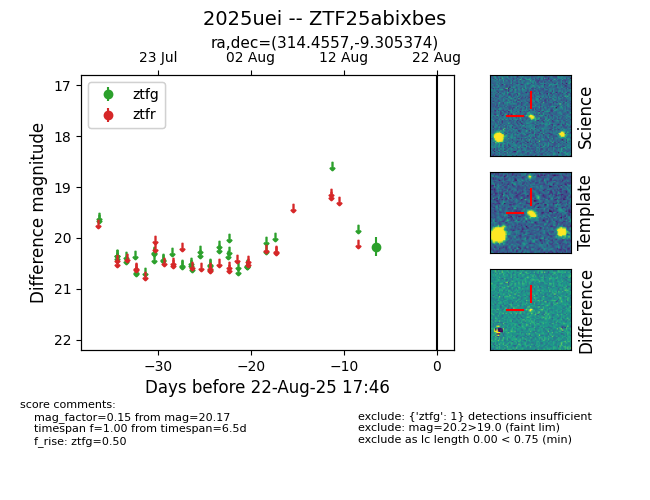 2025uei -- ZTF25abixbes
ra,dec=(314.4557,-9.305374)
23 Jul 02 Aug 12 Aug 22 Aug
ztfg
ztfr
17
18
19
20
21
22
Difference magnitude
−30 −20 −10 0
Days before 22-Aug-25 17:46
Science
Template
Difference
score comments:
mag_factor=0.15 from mag=20.17
timespan f=1.00 from timespan=6.5d
f_rise: ztfg=0.50
exclude: {'ztfg': 1} detections insufficient
exclude: mag=20.2>19.0 (faint lim)
exclude as lc length 0.00 < 0.75 (min)